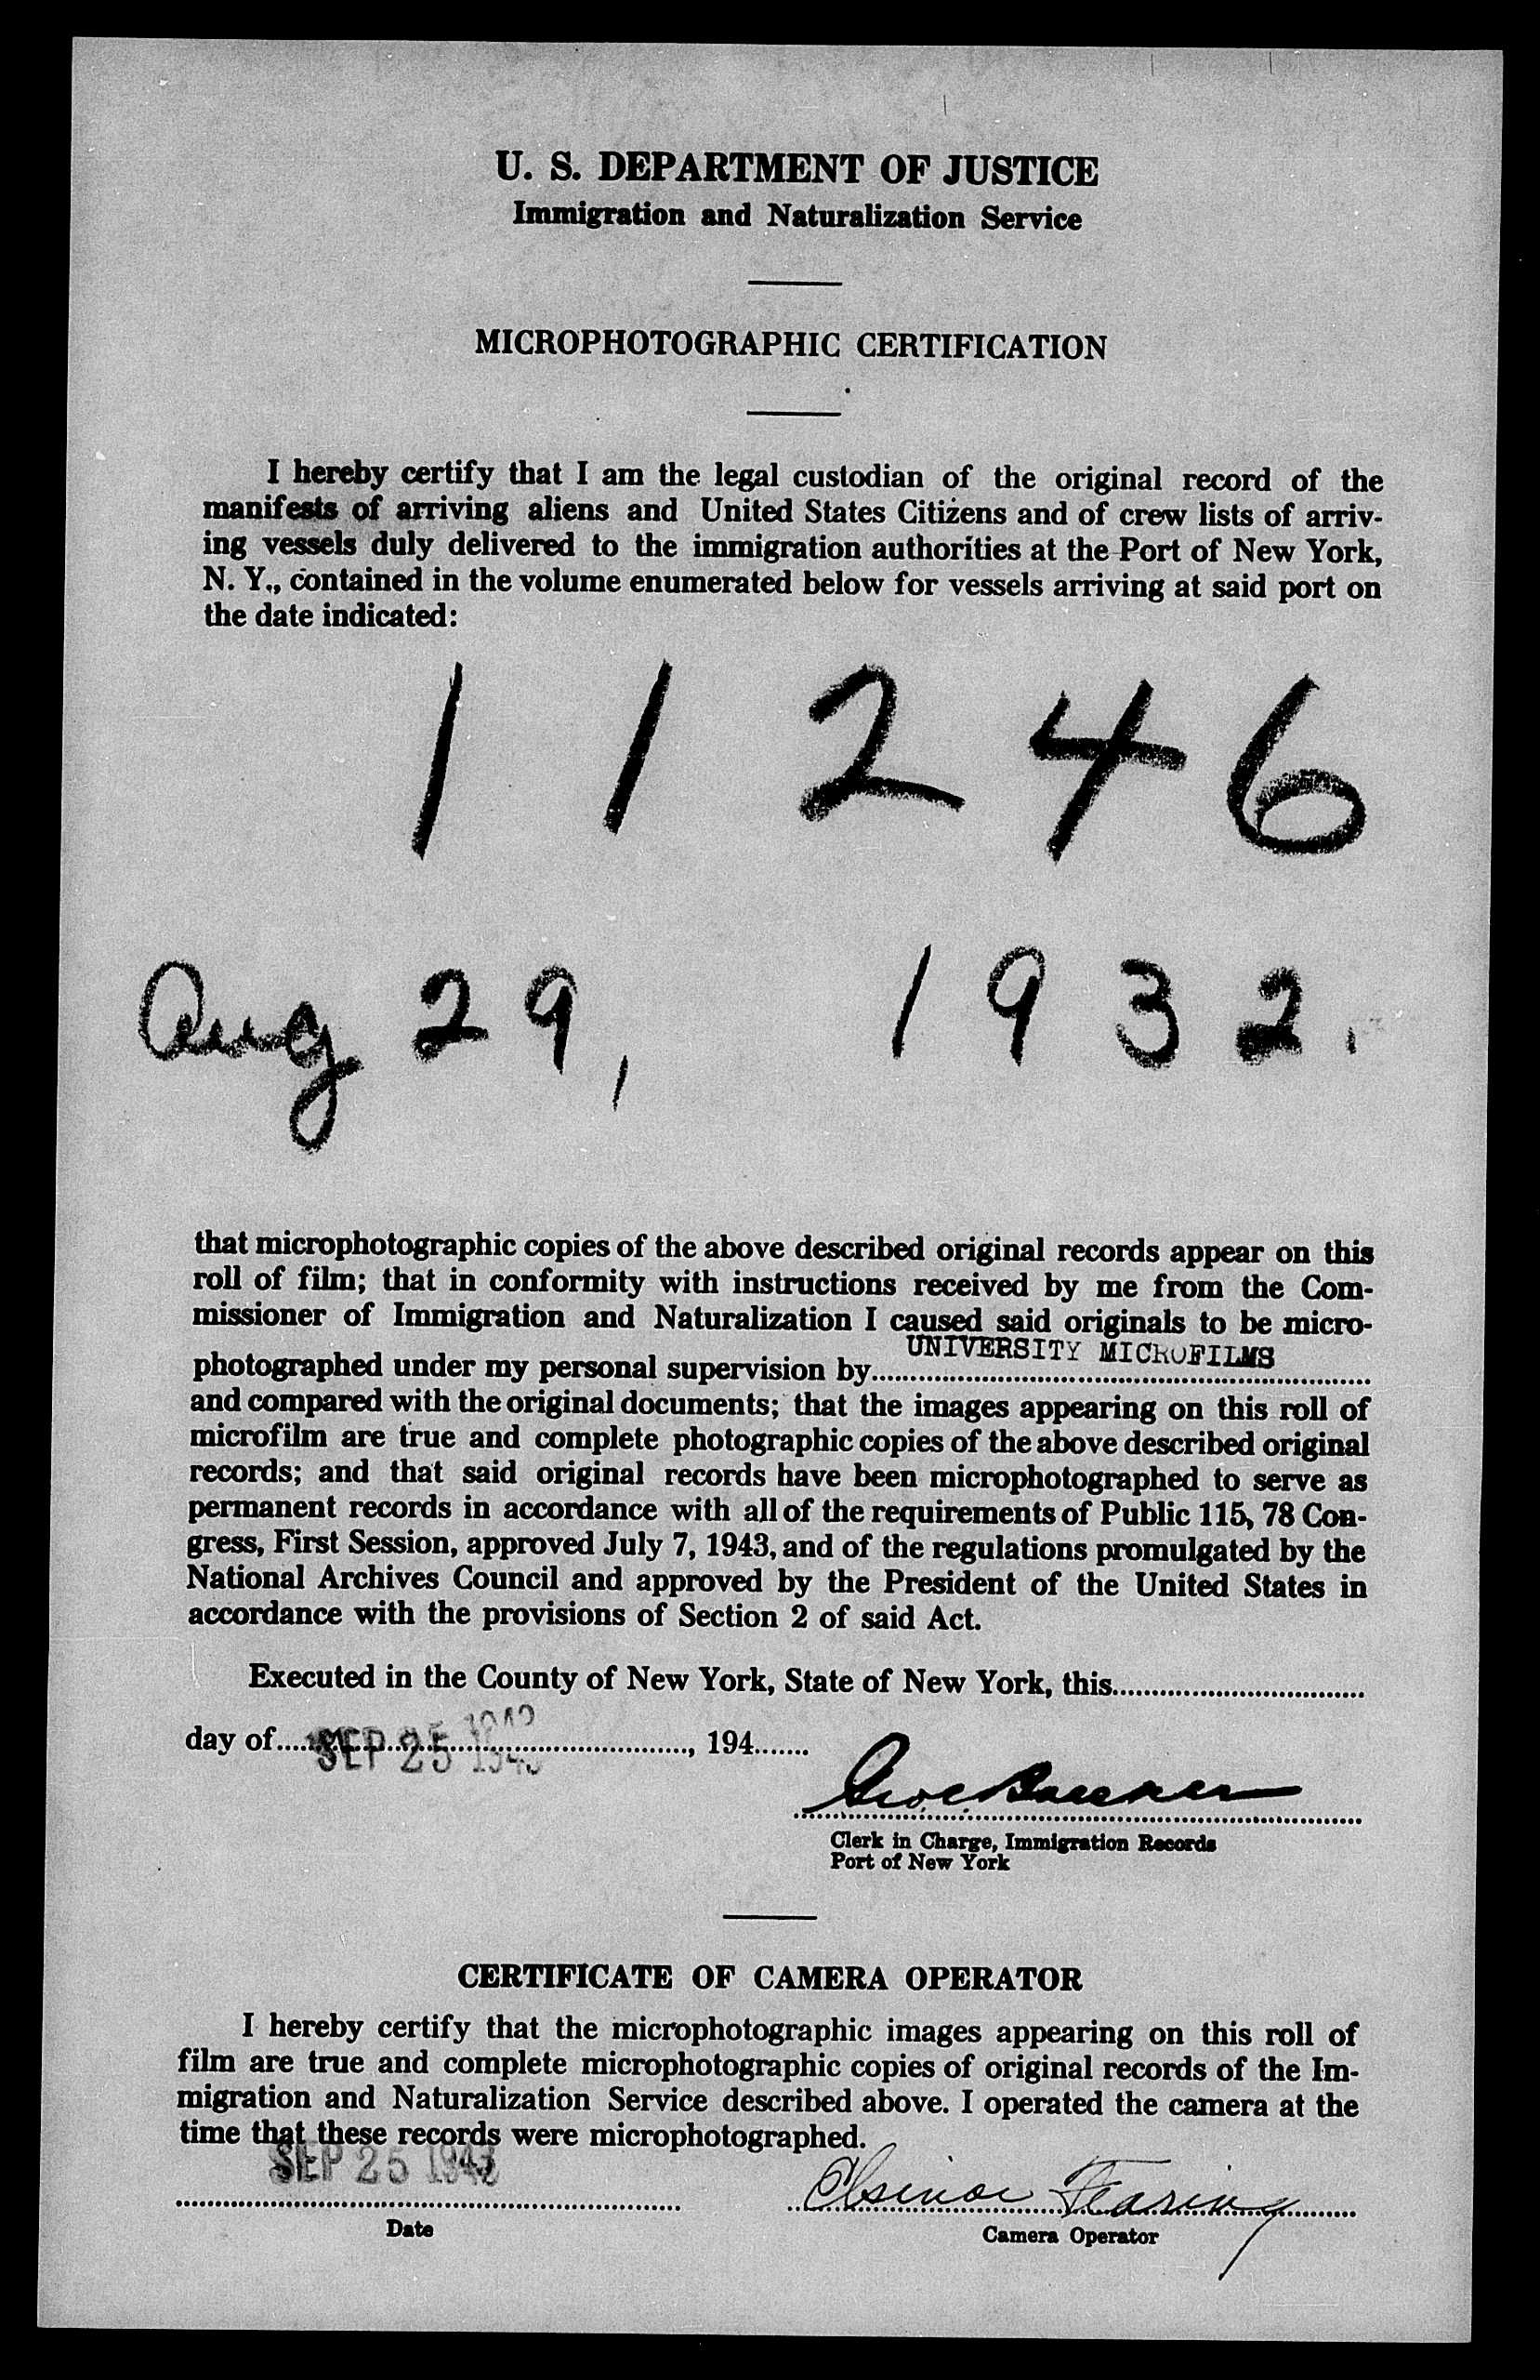 U. S. DEPARTMENT OF JUSTICE
Immigration and Naturalization Service
MICROPHOTOGRAPHIC CERTIFICATION
I hereby certify that I am the legal custodian of the original record of the
manifests of arriving aliens and United States Citizens and of crew lists of arriv-
ing vessels duly delivered to the immigration authorities at the Port of New York,
N. Y., contained in the volume enumerated below for vessels arriving at said port on
the date indicated:
11246
Aug 29, 1932.
that microphotographic copies of the above described original records appear on this
roll of film; that in conformity with instructions received by me from the Com-
missioner of Immigration and Naturalization I caused said originals to be micro-
UNIVERSITY MICROFILMS
photographed under my personal supervision by
and compared with the original documents; that the images appearing on this roll of
microfilm are true and complete photographic copies of the above described original
records; and that said original records have been microphotographed to serve as
permanent records in accordance with all of the requirements of Public 115, 78 Con-
gress, First Session, approved July 7, 1943, and of the regulations promulgated by the
National Archives Council and approved by the President of the United States in
accordance with the provisions of Section 2 of said Act.
Executed in the County of New York, State of New York, this
day of SEP 25, 194
Clerk in Charge, Immigration Records
Port of New York
CERTIFICATE OF CAMERA OPERATOR
I hereby certify that the microphotographic images appearing on this roll of
film are true and complete microphotographic copies of original records of the Im-
migration and Naturalization Service described above. I operated the camera at the
time that these records were microphotographed.
SEP 25 1943
Elsinor Fearing
Date
Camera Operator